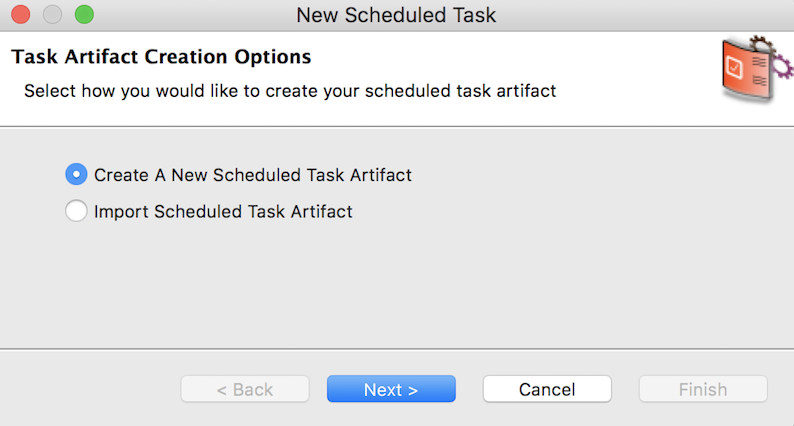 New Scheduled Task
Task Artifact Creation Options
Select how you would like to create your scheduled task artifact
Create A New Scheduled Task Artifact
Import Scheduled Task Artifact
< Back
Next >
Cancel
Finish